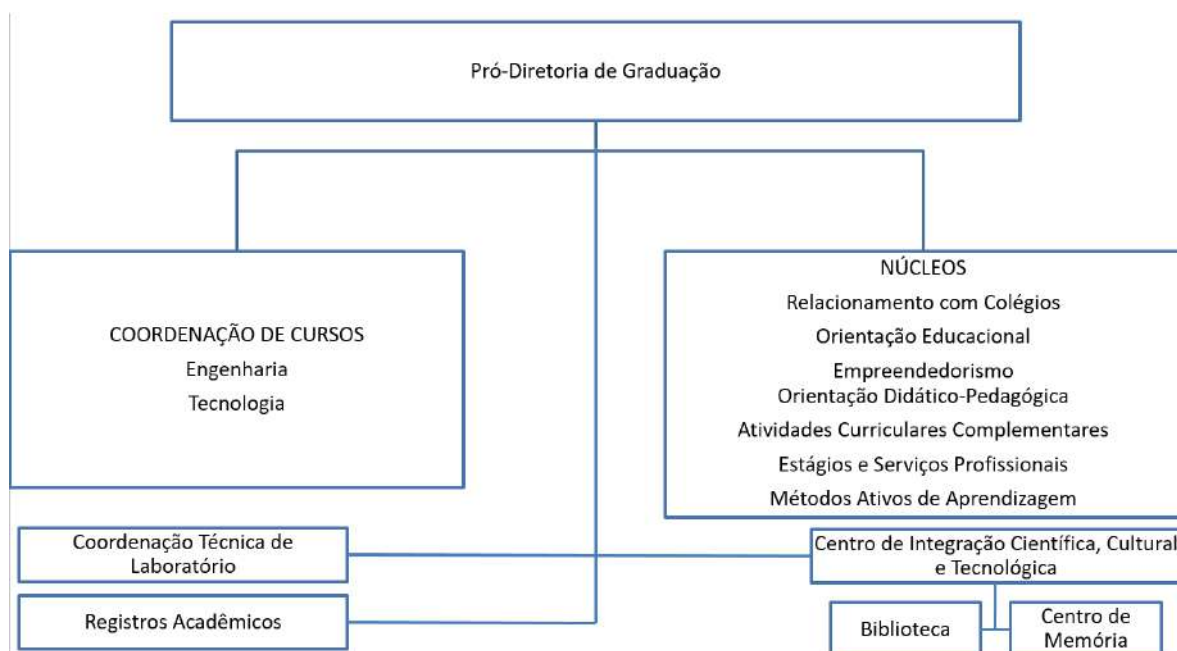 Pró-Diretoria de Graduação
COORDENAÇÃO DE CURSOS
Engenharia
Tecnologia
NÚCLEOS
Relacionamento com Colégios
Orientação Educacional
Empreendedorismo
Orientação Didático-Pedagógica
Atividades Curriculares Complementares
Estágios e Serviços Profissionais
Métodos Ativos de Aprendizagem
Coordenação Técnica de
Laboratório
Registros Acadêmicos
Centro de Integração Científica, Cultural
e Tecnológica
Biblioteca
Centro de
Memória